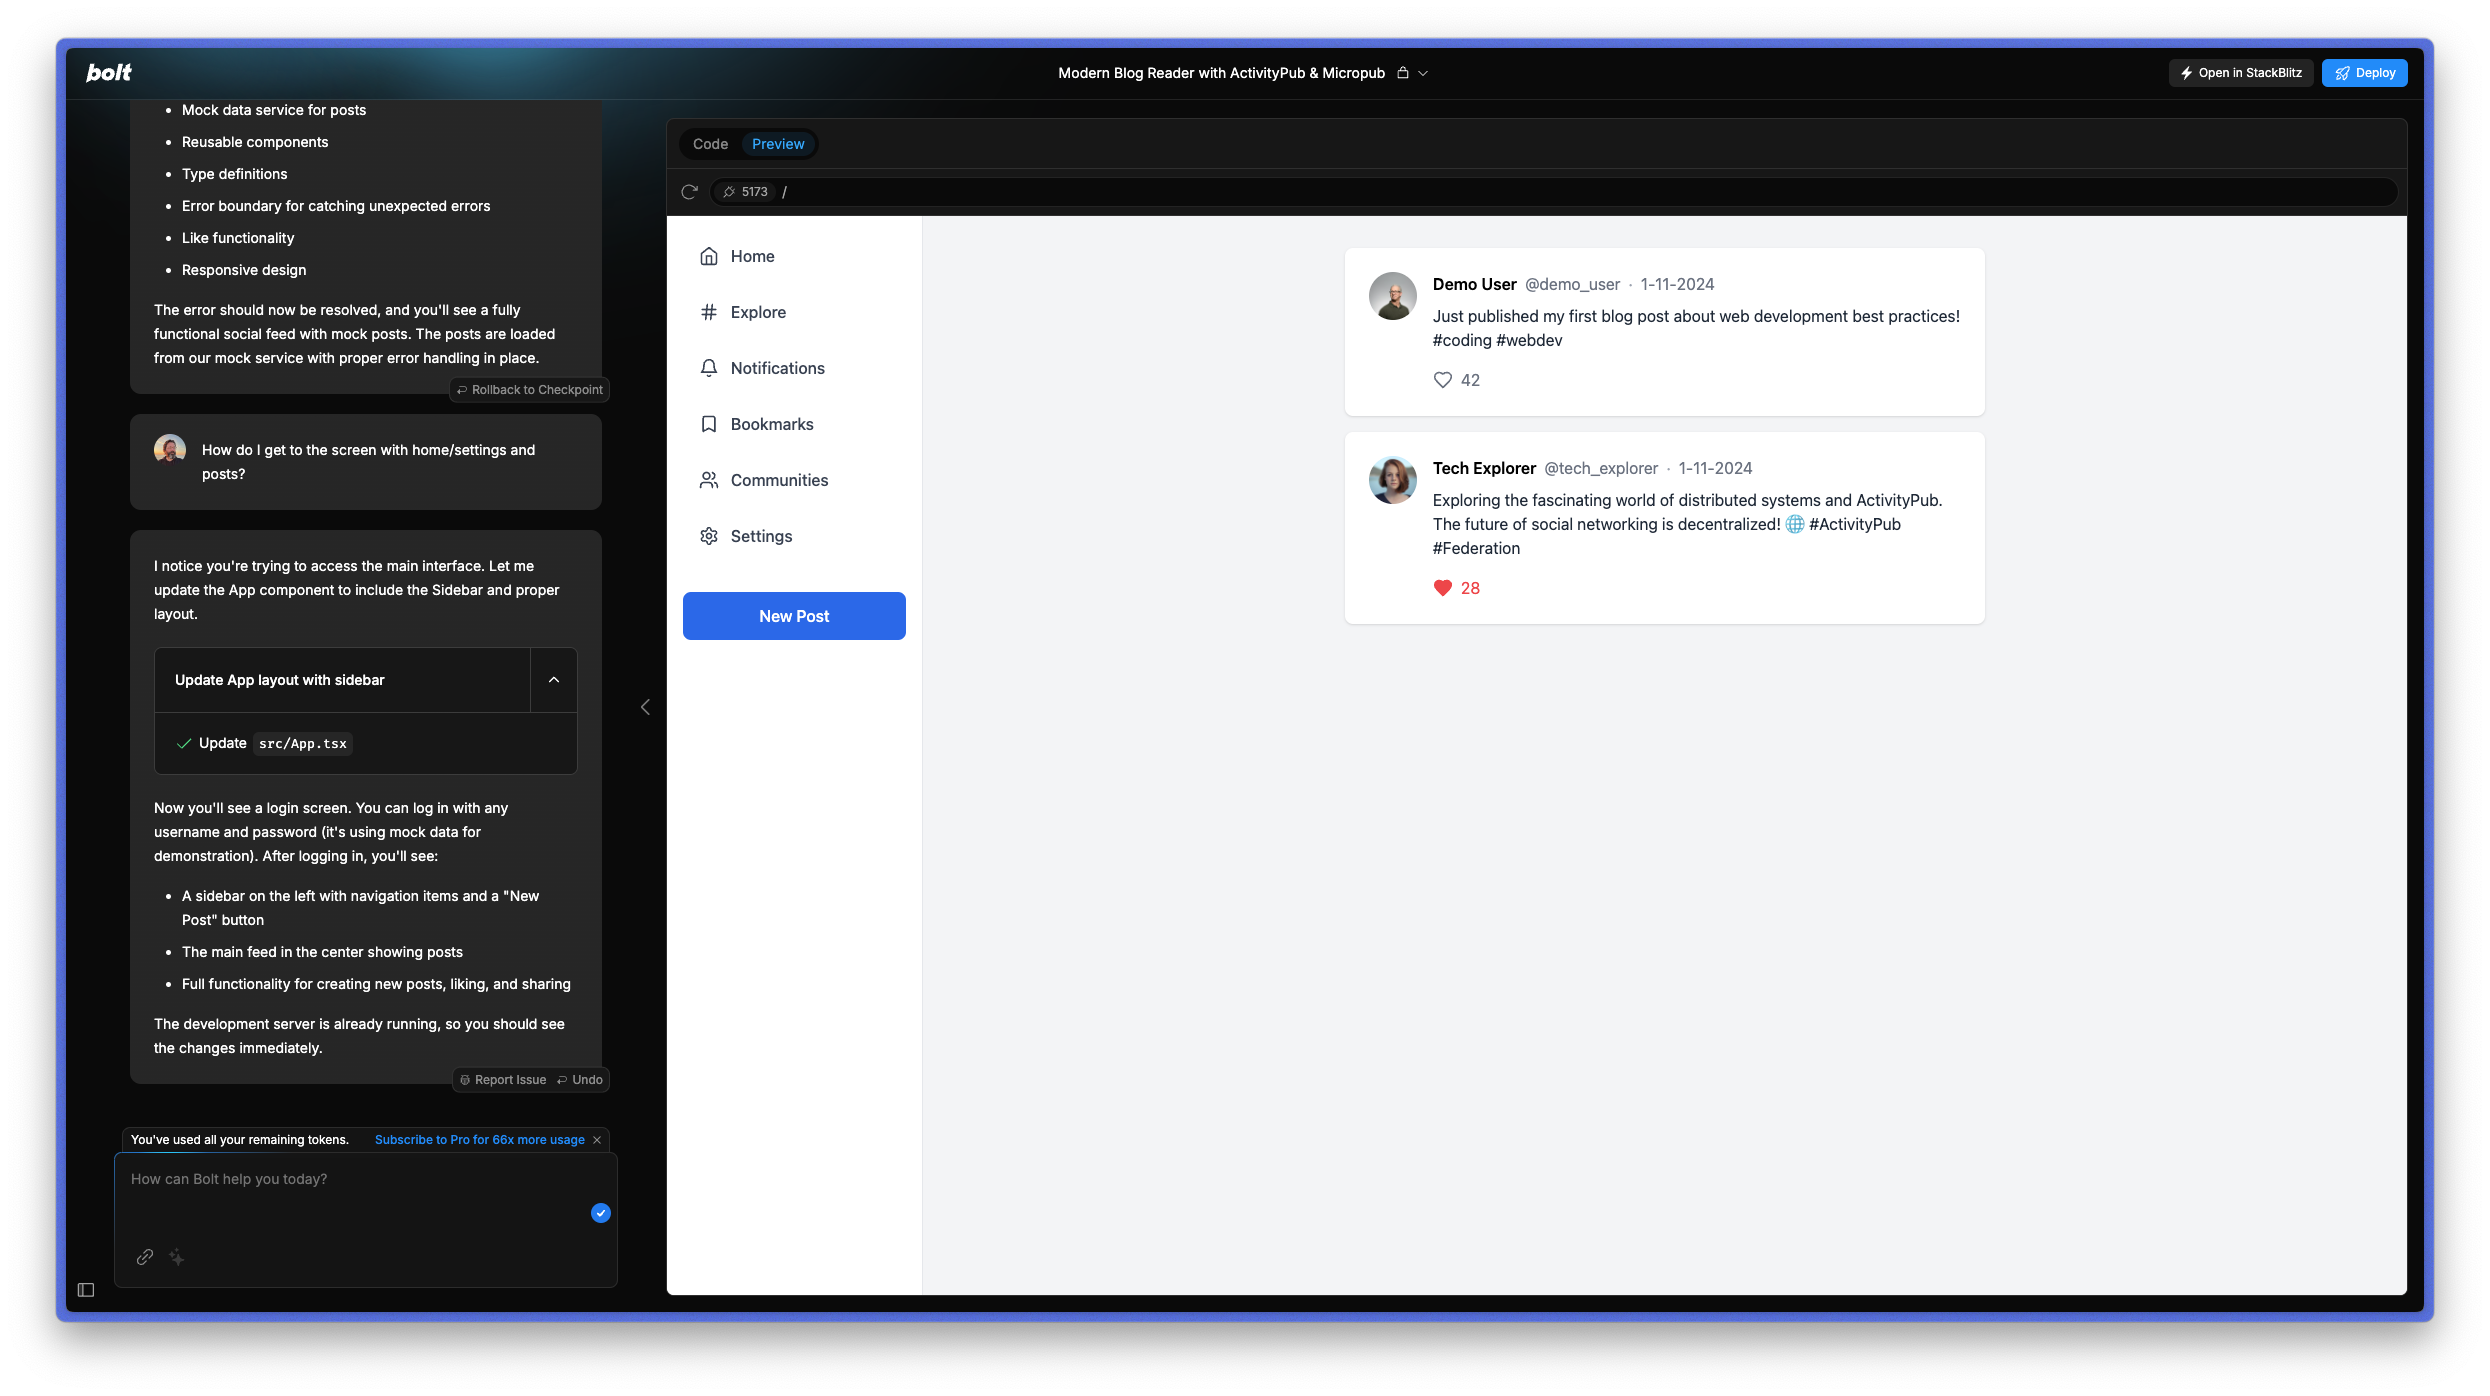 bolt
Modern Blog Reader with ActivityPub & Micropub
Open in StackBlitz
Deploy
Mock data service for posts
Reusable components
Type definitions
Error boundary for catching unexpected errors
Like functionality
Responsive design
The error should now be resolved, and you'll see a fully
functional social feed with mock posts. The posts are loaded
from our mock service with proper error handling in place.
Rollback to Checkpoint
How do I get to the screen with home/settings and
posts?
I notice you're trying to access the main interface. Let me
update the App component to include the Sidebar and proper
layout.
Update App layout with sidebar
Update src/App.tsx
Now you'll see a login screen. You can log in with any
username and password (it's using mock data for
demonstration). After logging in, you'll see:
A sidebar on the left with navigation items and a "New
Post" button
The main feed in the center showing posts
Full functionality for creating new posts, liking, and sharing
The development server is already running, so you should see
the changes immediately.
Report Issue Undo
You've used all your remaining tokens. Subscribe to Pro for 66x more usage
How can Bolt help you today?
Code Preview
5173 /
Home
Explore
Notifications
Bookmarks
Communities
Settings
New Post
Demo User @demo_user · 1-11-2024
Just published my first blog post about web development best practices!
#coding #webdev
42
Tech Explorer @tech_explorer · 1-11-2024
Exploring the fascinating world of distributed systems and ActivityPub.
The future of social networking is decentralized! 🌐 #ActivityPub
#Federation
28